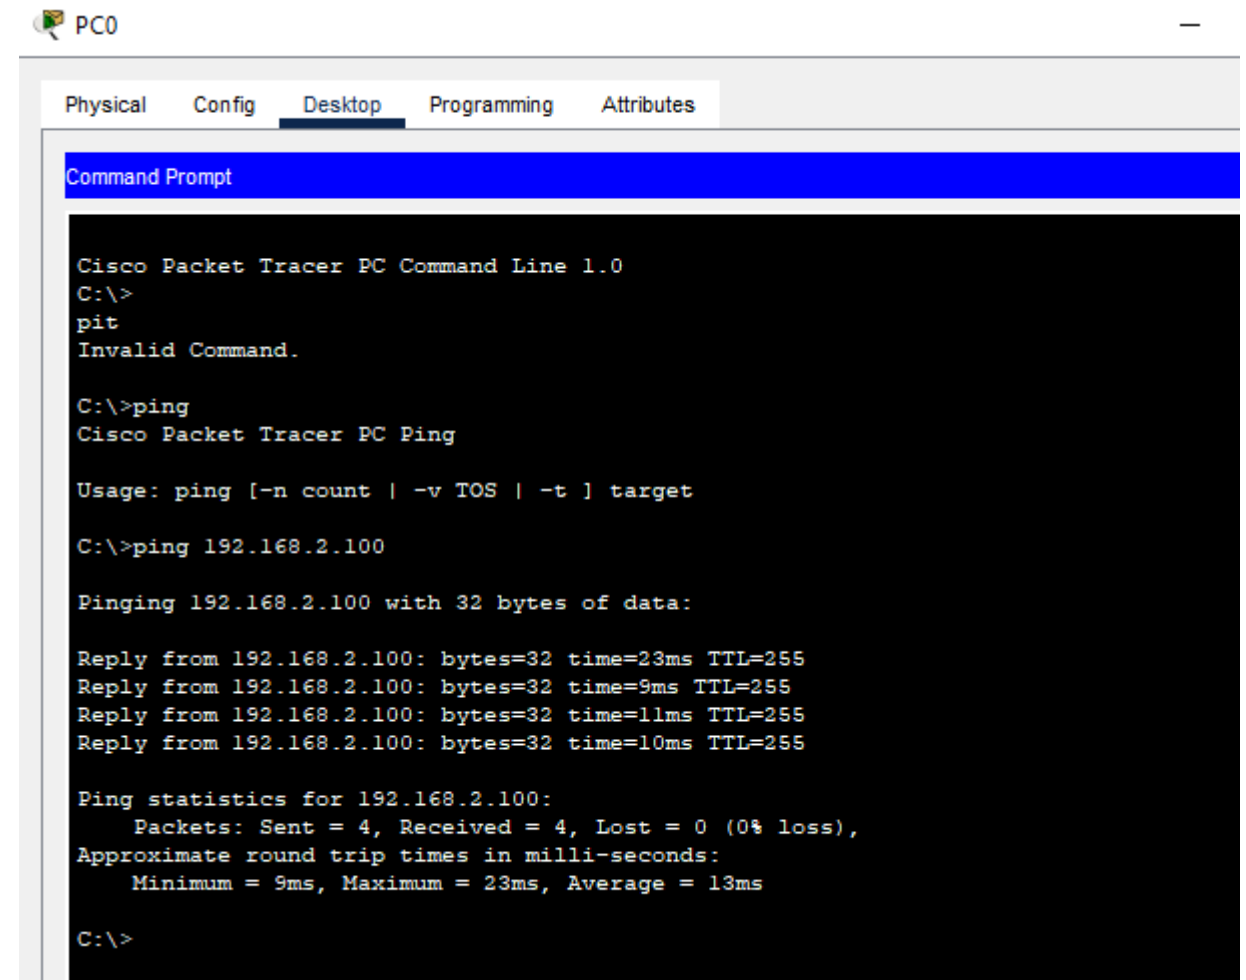 PC0
Physical Config Desktop Programming Attributes
Command Prompt
Cisco Packet Tracer PC Command Line 1.0
C:\>
pit
Invalid Command.
C:\>ping
Cisco Packet Tracer PC Ping
Usage: ping [-n count | -v TOS | -t ] target
C:\>ping 192.168.2.100
Pinging 192.168.2.100 with 32 bytes of data:
Reply from 192.168.2.100: bytes=32 time=23ms TTL=255
Reply from 192.168.2.100: bytes=32 time=9ms TTL=255
Reply from 192.168.2.100: bytes=32 time=11ms TTL=255
Reply from 192.168.2.100: bytes=32 time=10ms TTL=255
Ping statistics for 192.168.2.100:
Packets: Sent = 4, Received = 4, Lost = 0 (0% loss),
Approximate round trip times in milli-seconds:
Minimum = 9ms, Maximum = 23ms, Average = 13ms
C:\>